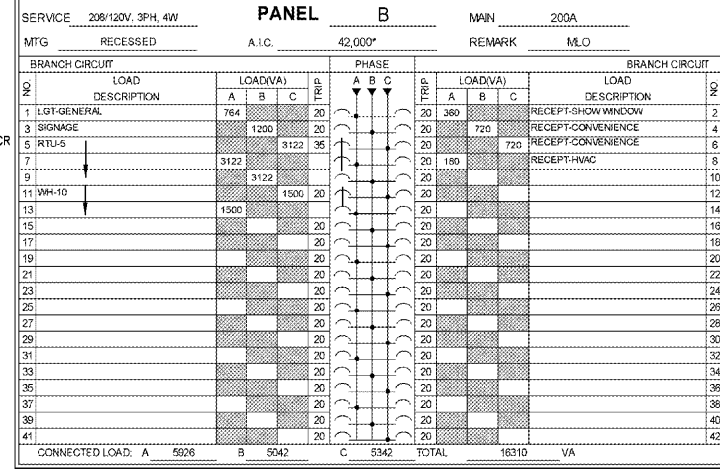 SERVICE 208/120V. 3PH, 4W PANEL B MAIN 200A
MTG RECESSED A.I.C. 42,000* REMARK MLO
BRANCH CIRCUIT PHASE BRANCH CIRCUIT
NO. LOAD DESCRIPTION LOAD(VA) A B C TRIP A B C TRIP LOAD(VA) A B C LOAD DESCRIPTION NO.
1 LGT-GENERAL 764 20 20 360 RECEPT-SHOW WINDOW 2
3 SIGNAGE 1200 20 20 720 RECEPT-CONVENIENCE 4
CR 5 RTU-5 3122 35 20 720 RECEPT-CONVENIENCE 6
7 3122 20 180 RECEPT-HVAC 8
9 3122 20 10
11 WH-10 1500 20 20 12
13 1500 20 14
15 20 20 16
17 20 20 18
19 20 20 20
21 20 20 22
23 20 20 24
25 20 20 26
27 20 20 28
29 20 20 30
31 20 20 32
33 20 20 34
35 20 20 36
37 20 20 38
39 20 20 40
41 20 20 42
CONNECTED LOAD: A 5926 B 5042 C 5342 TOTAL 16310 VA